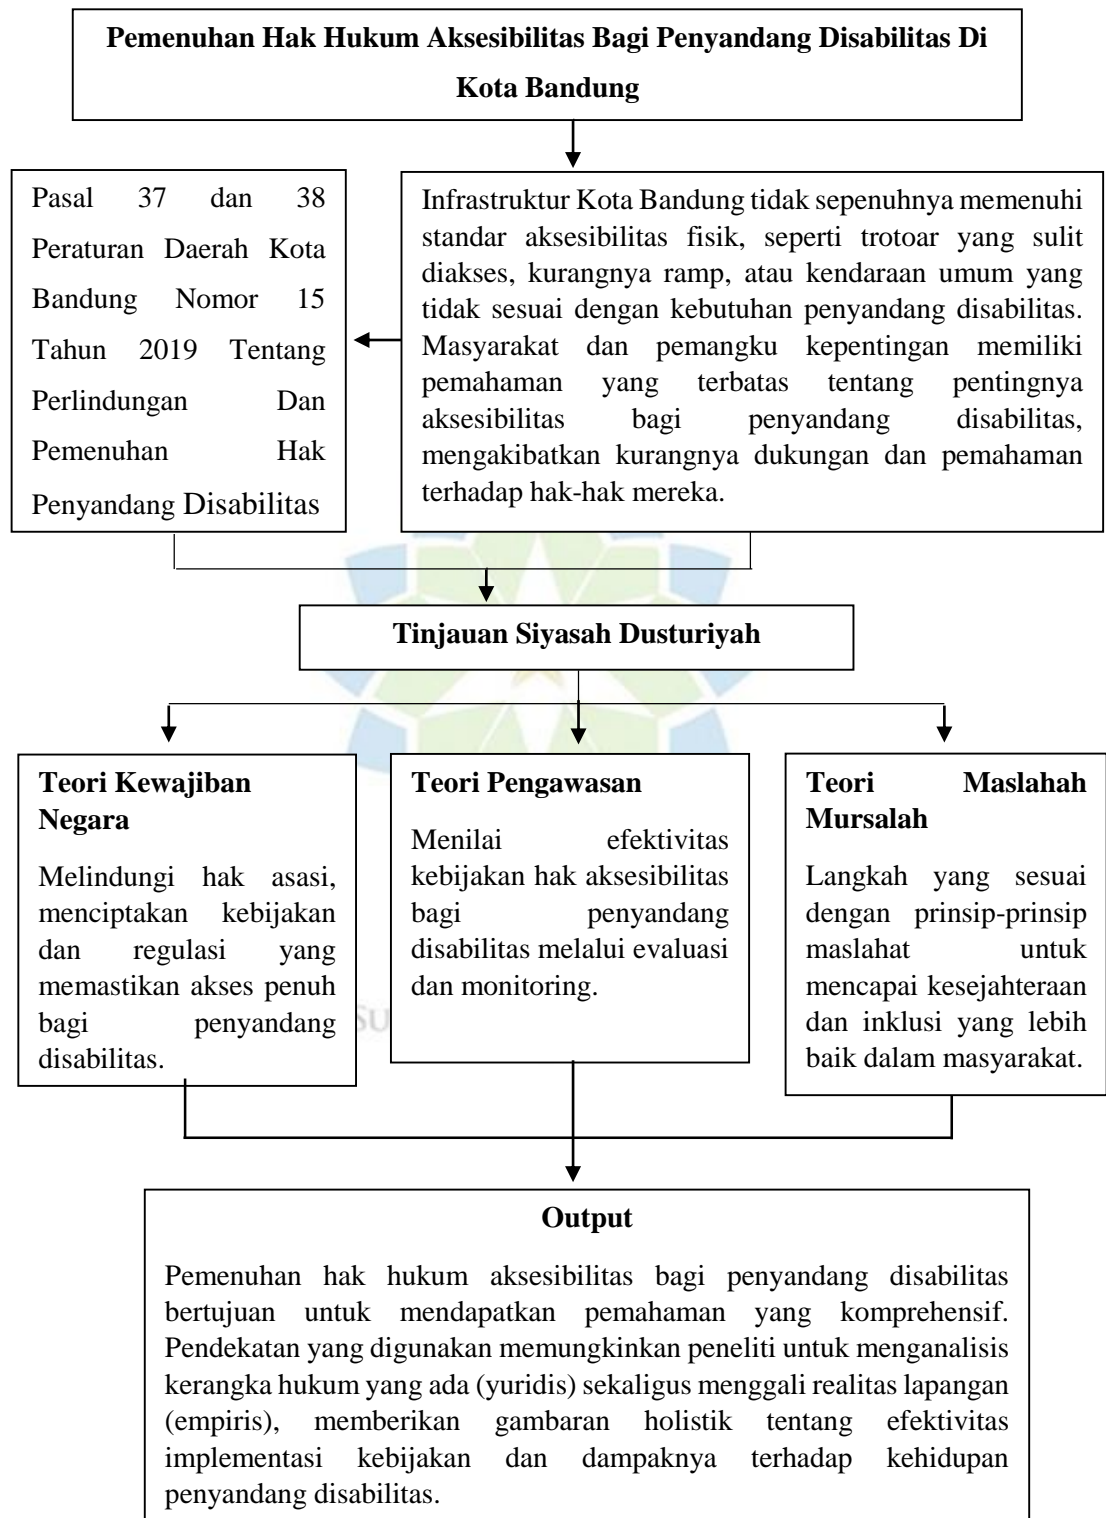 Pemenuhan Hak Hukum Aksesibilitas Bagi Penyandang Disabilitas Di
Kota Bandung
Pasal 37 dan 38
Peraturan Daerah Kota
Bandung Nomor 15
Tahun 2019 Tentang
Perlindungan Dan
Pemenuhan Hak
Penyandang Disabilitas
Infrastruktur Kota Bandung tidak sepenuhnya memenuhi
standar aksesibilitas fisik, seperti trotoar yang sulit
diakses, kurangnya ramp, atau kendaraan umum yang
tidak sesuai dengan kebutuhan penyandang disabilitas.
Masyarakat dan pemangku kepentingan memiliki
pemahaman yang terbatas tentang pentingnya
aksesibilitas bagi penyandang disabilitas,
mengakibatkan kurangnya dukungan dan pemahaman
terhadap hak-hak mereka.
Tinjauan Siyasah Dusturiyah
Teori Kewajiban
Negara
Melindungi hak asasi,
menciptakan kebijakan
dan regulasi yang
memastikan akses penuh
bagi penyandang
disabilitas.
Teori Pengawasan
Menilai efektivitas
kebijakan hak aksesibilitas
bagi penyandang
disabilitas melalui evaluasi
dan monitoring.
Teori Maslahah
Mursalah
Langkah yang sesuai
dengan prinsip-prinsip
maslahat untuk
mencapai kesejahteraan
dan inklusi yang lebih
baik dalam masyarakat.
Output
Pemenuhan hak hukum aksesibilitas bagi penyandang disabilitas
bertujuan untuk mendapatkan pemahaman yang komprehensif.
Pendekatan yang digunakan memungkinkan peneliti untuk menganalisis
kerangka hukum yang ada (yuridis) sekaligus menggali realitas lapangan
(empiris), memberikan gambaran holistik tentang efektivitas
implementasi kebijakan dan dampaknya terhadap kehidupan
penyandang disabilitas.